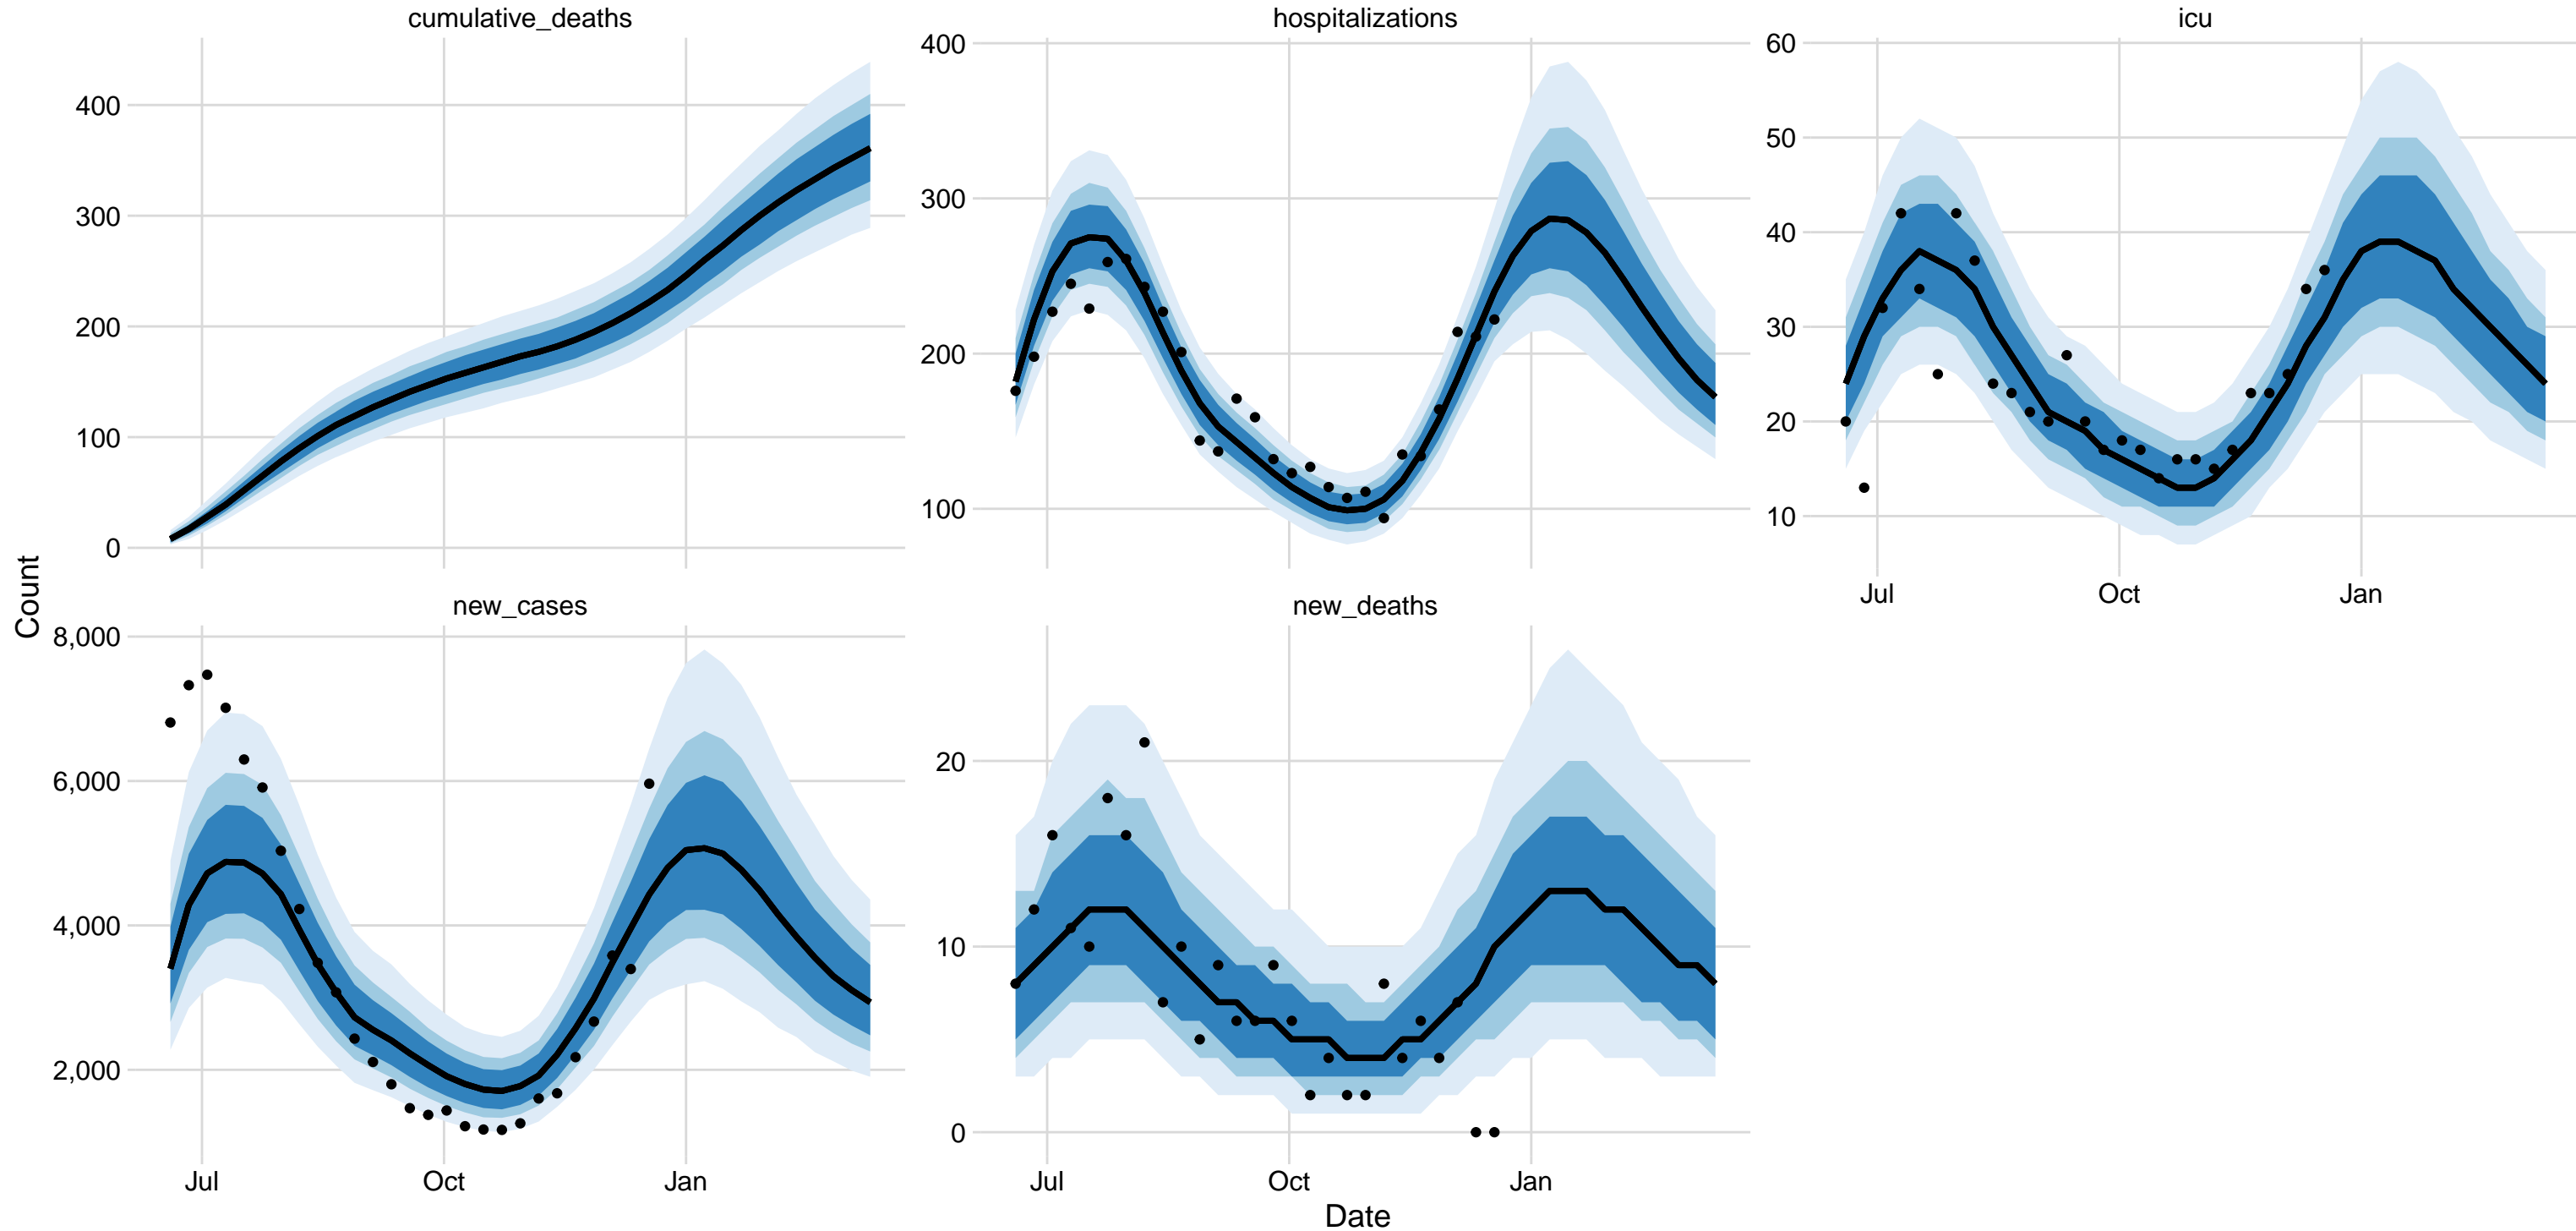 cumulative_deaths
hospitalizations
icu
400
300
200
100
0
400
300
200
100
60
50
40
30
20
10
Jul Oct Jan
Count
new_cases
new_deaths
8,000
6,000
4,000
2,000
20
10
0
Jul Oct Jan
Jul Oct Jan
Date